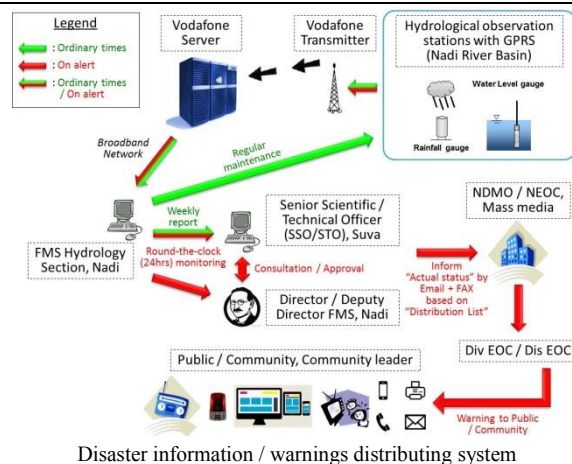 Legend
: Ordinary times
: On alert
: Ordinary times
/ On alert
Vodafone
Server
Vodafone
Transmitter
Hydrological observation
stations with GPRS
(Nadi River Basin)
Water Level gauge
Rainfall gauge
Broadband
Network
Regular
maintenance
FMS Hydrology
Section, Nadi
Weekly
report
Round-the-clock
(24hrs) monitoring
Senior Scientific /
Technical Officer
(SSO/STO), Suva
Consultation / Approval
Director / Deputy
Director FMS, Nadi
NDMO / NEOC,
Mass media
Inform
"Actual status" by
Email + FAX
based on
"Distribution List"
Div EOC / Dis EOC
Public / Community, Community leader
Warning to Public
/ Community
Disaster information / warnings distributing system